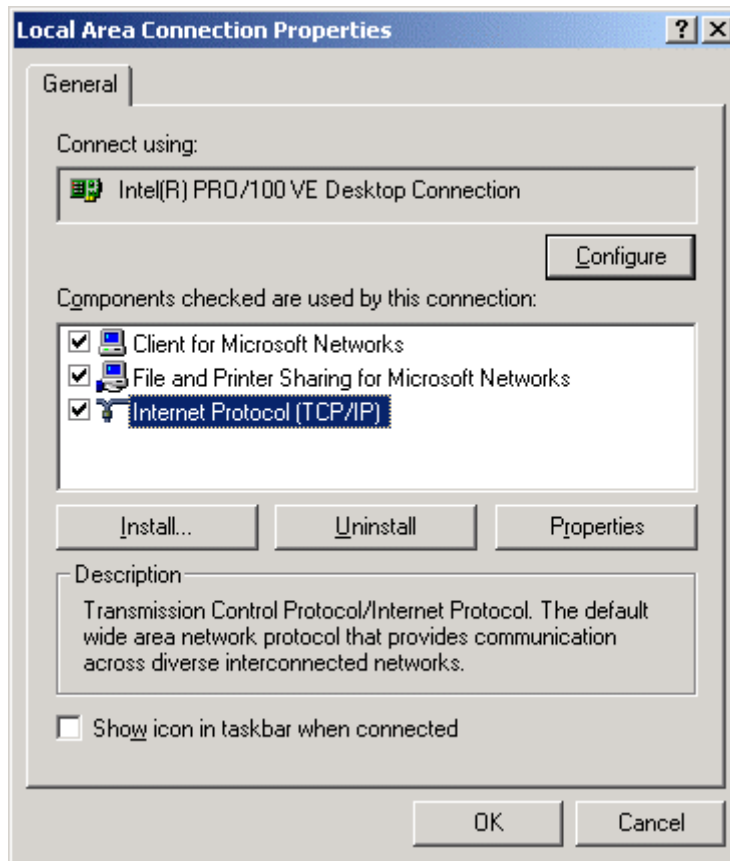 Local Area Connection Properties
General
Connect using:
Intel(R) PRO/100 VE Desktop Connection
Configure
Components checked are used by this connection:
Client for Microsoft Networks
File and Printer Sharing for Microsoft Networks
Internet Protocol (TCP/IP)
Install... Uninstall Properties
Description
Transmission Control Protocol/Internet Protocol. The default
wide area network protocol that provides communication
across diverse interconnected networks.
Show icon in taskbar when connected
OK Cancel